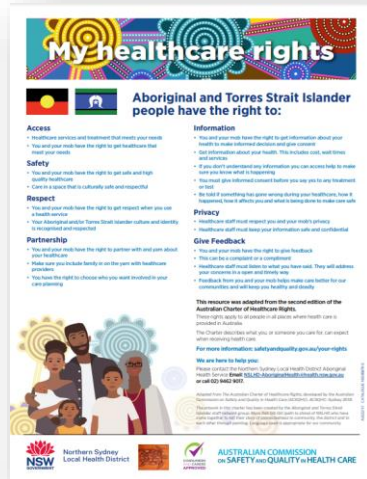 My healthcare rights
Aboriginal and Torres Strait Islander
people have the right to:
Access
• Healthcare services and treatment that meets your needs
• You and your mob have the right to get healthcare that
meet your needs
Safety
• You and your mob have the right to get safe and high
quality healthcare
• Care in a space that is culturally safe and respectful
Respect
• You and your mob have the right to get respect when you use
a health service
• Your Aboriginal and/or Torres Strait Islander culture and identity
is recognised and respected
Partnership
• You and your mob have the right to partner with and yarn about
your healthcare
• Make sure you include family in on the yarn with healthcare
providers
• You have the right to choose who you want involved in your
care planning
Information
• You and your mob have the right to get information about your
health to make informed decision and give consent
• Get information about your health. This includes cost, wait times
and services
• If you don't understand any information you can access help to make
sure you know what is happening
• You must give informed consent before you say you to any treatment
or test
• Be told if something has gone wrong during your healthcare, how it
happened, how it affects you and what is being done to make care safe
Privacy
• Healthcare staff must respect you and your mob's privacy
• Healthcare staff must keep your information safe and confidential
Give Feedback
• You and your mob have the right to give feedback
• This can be a complaint or a compliment
• Healthcare staff must listen to what you have said. They will address
your concerns in a open and timely way
• Feedback from you and your mob helps make care better for our
communities and will keep you healthy and deadly
This resource was adapted from the second edition of the
Australian Charter of Healthcare Rights.
These rights apply to all people in all places where health care is
provided in Australia.
The Charter describes what you, or someone you care for, can expect
when receiving health care.
For more information: safetyandquality.gov.au/your-rights
We are here to help you:
Please contact the Northern Sydney Local Health District Aboriginal
Health Service Email: NSLHD-AboriginalHealth@health.nsw.gov.au
or call 02) 9462 9017.
NSW
GOVERNMENT
Northern Sydney
Local Health District
APPROVED
AUSTRALIAN COMMISSION
ON SAFETY AND QUALITY IN HEALTH CARE